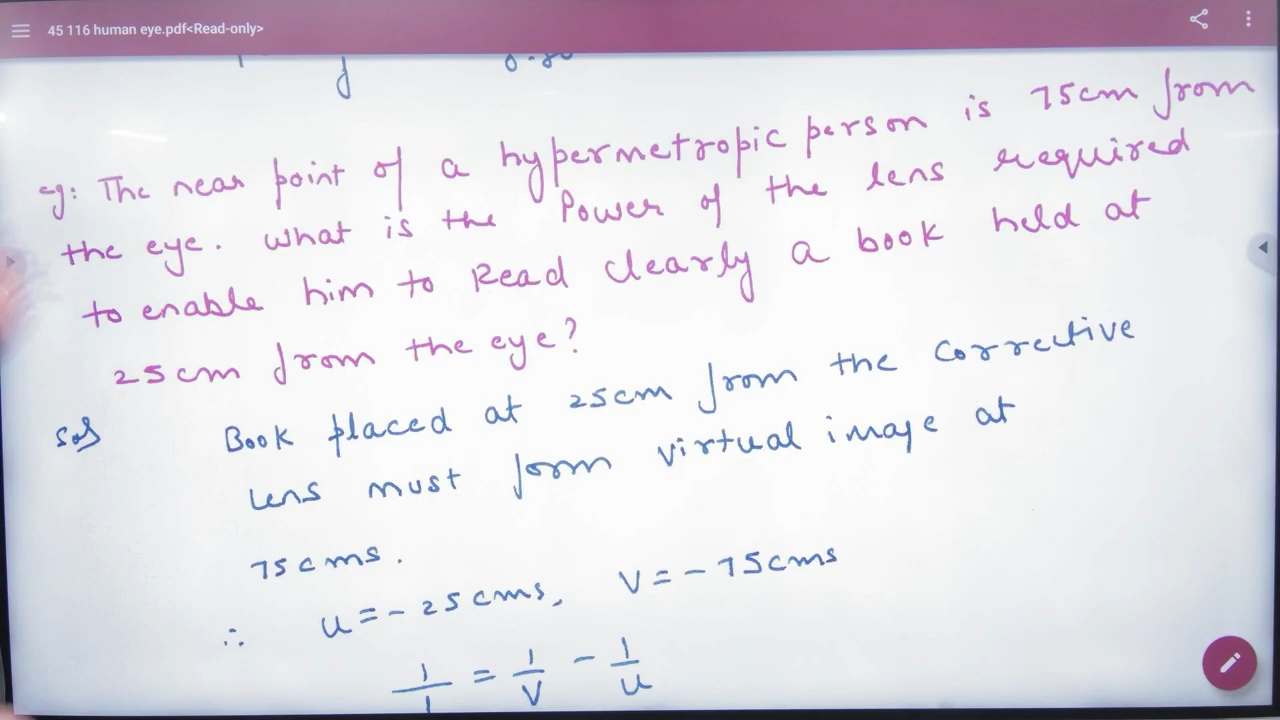 45 116 human eye.pdf<Read-only>
0.80
eg: The near point of a hypermetropic person is 75cm from
the eye. What is the Power of the lens required
to enable him to Read clearly a book held at
25cm from the eye?
Sol Book placed at 25cm from the corrective
lens must form virtual image at
75cms.
∴ u = - 25cms, V = - 75cms
1/f = 1/V - 1/u